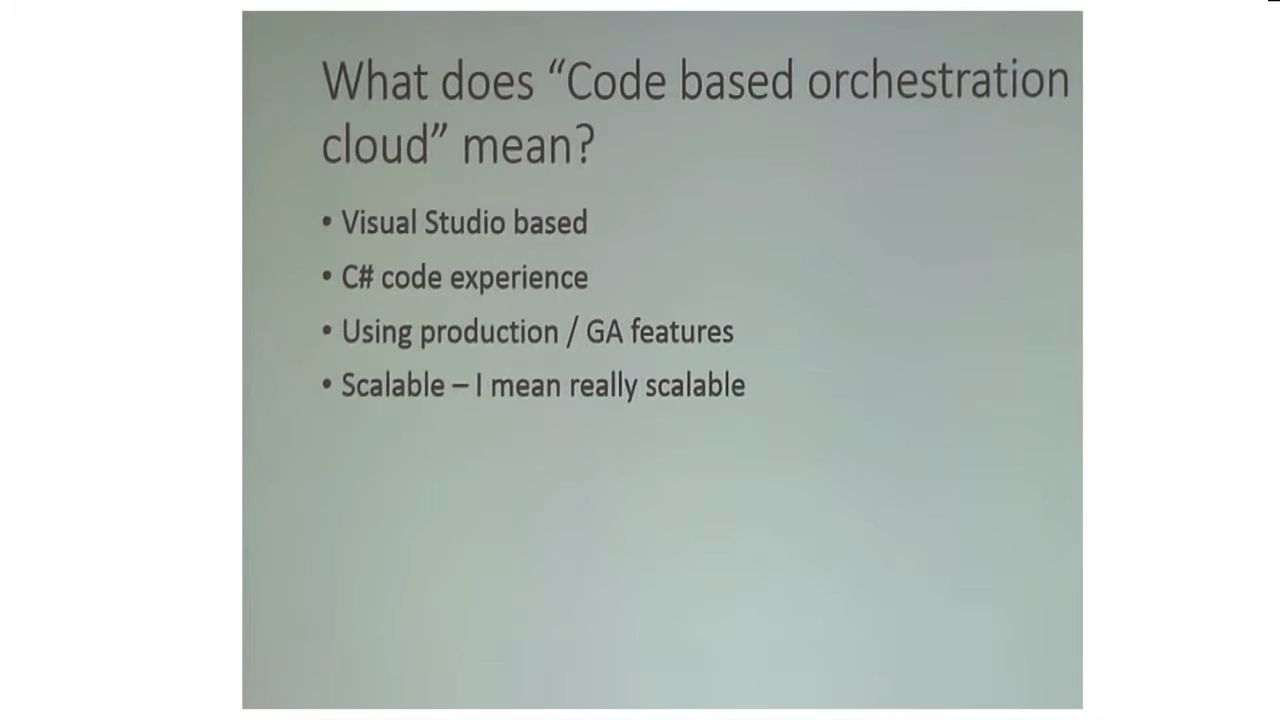 What does “Code based orchestration
cloud” mean?
• Visual Studio based
• C# code experience
• Using production / GA features
• Scalable – I mean really scalable